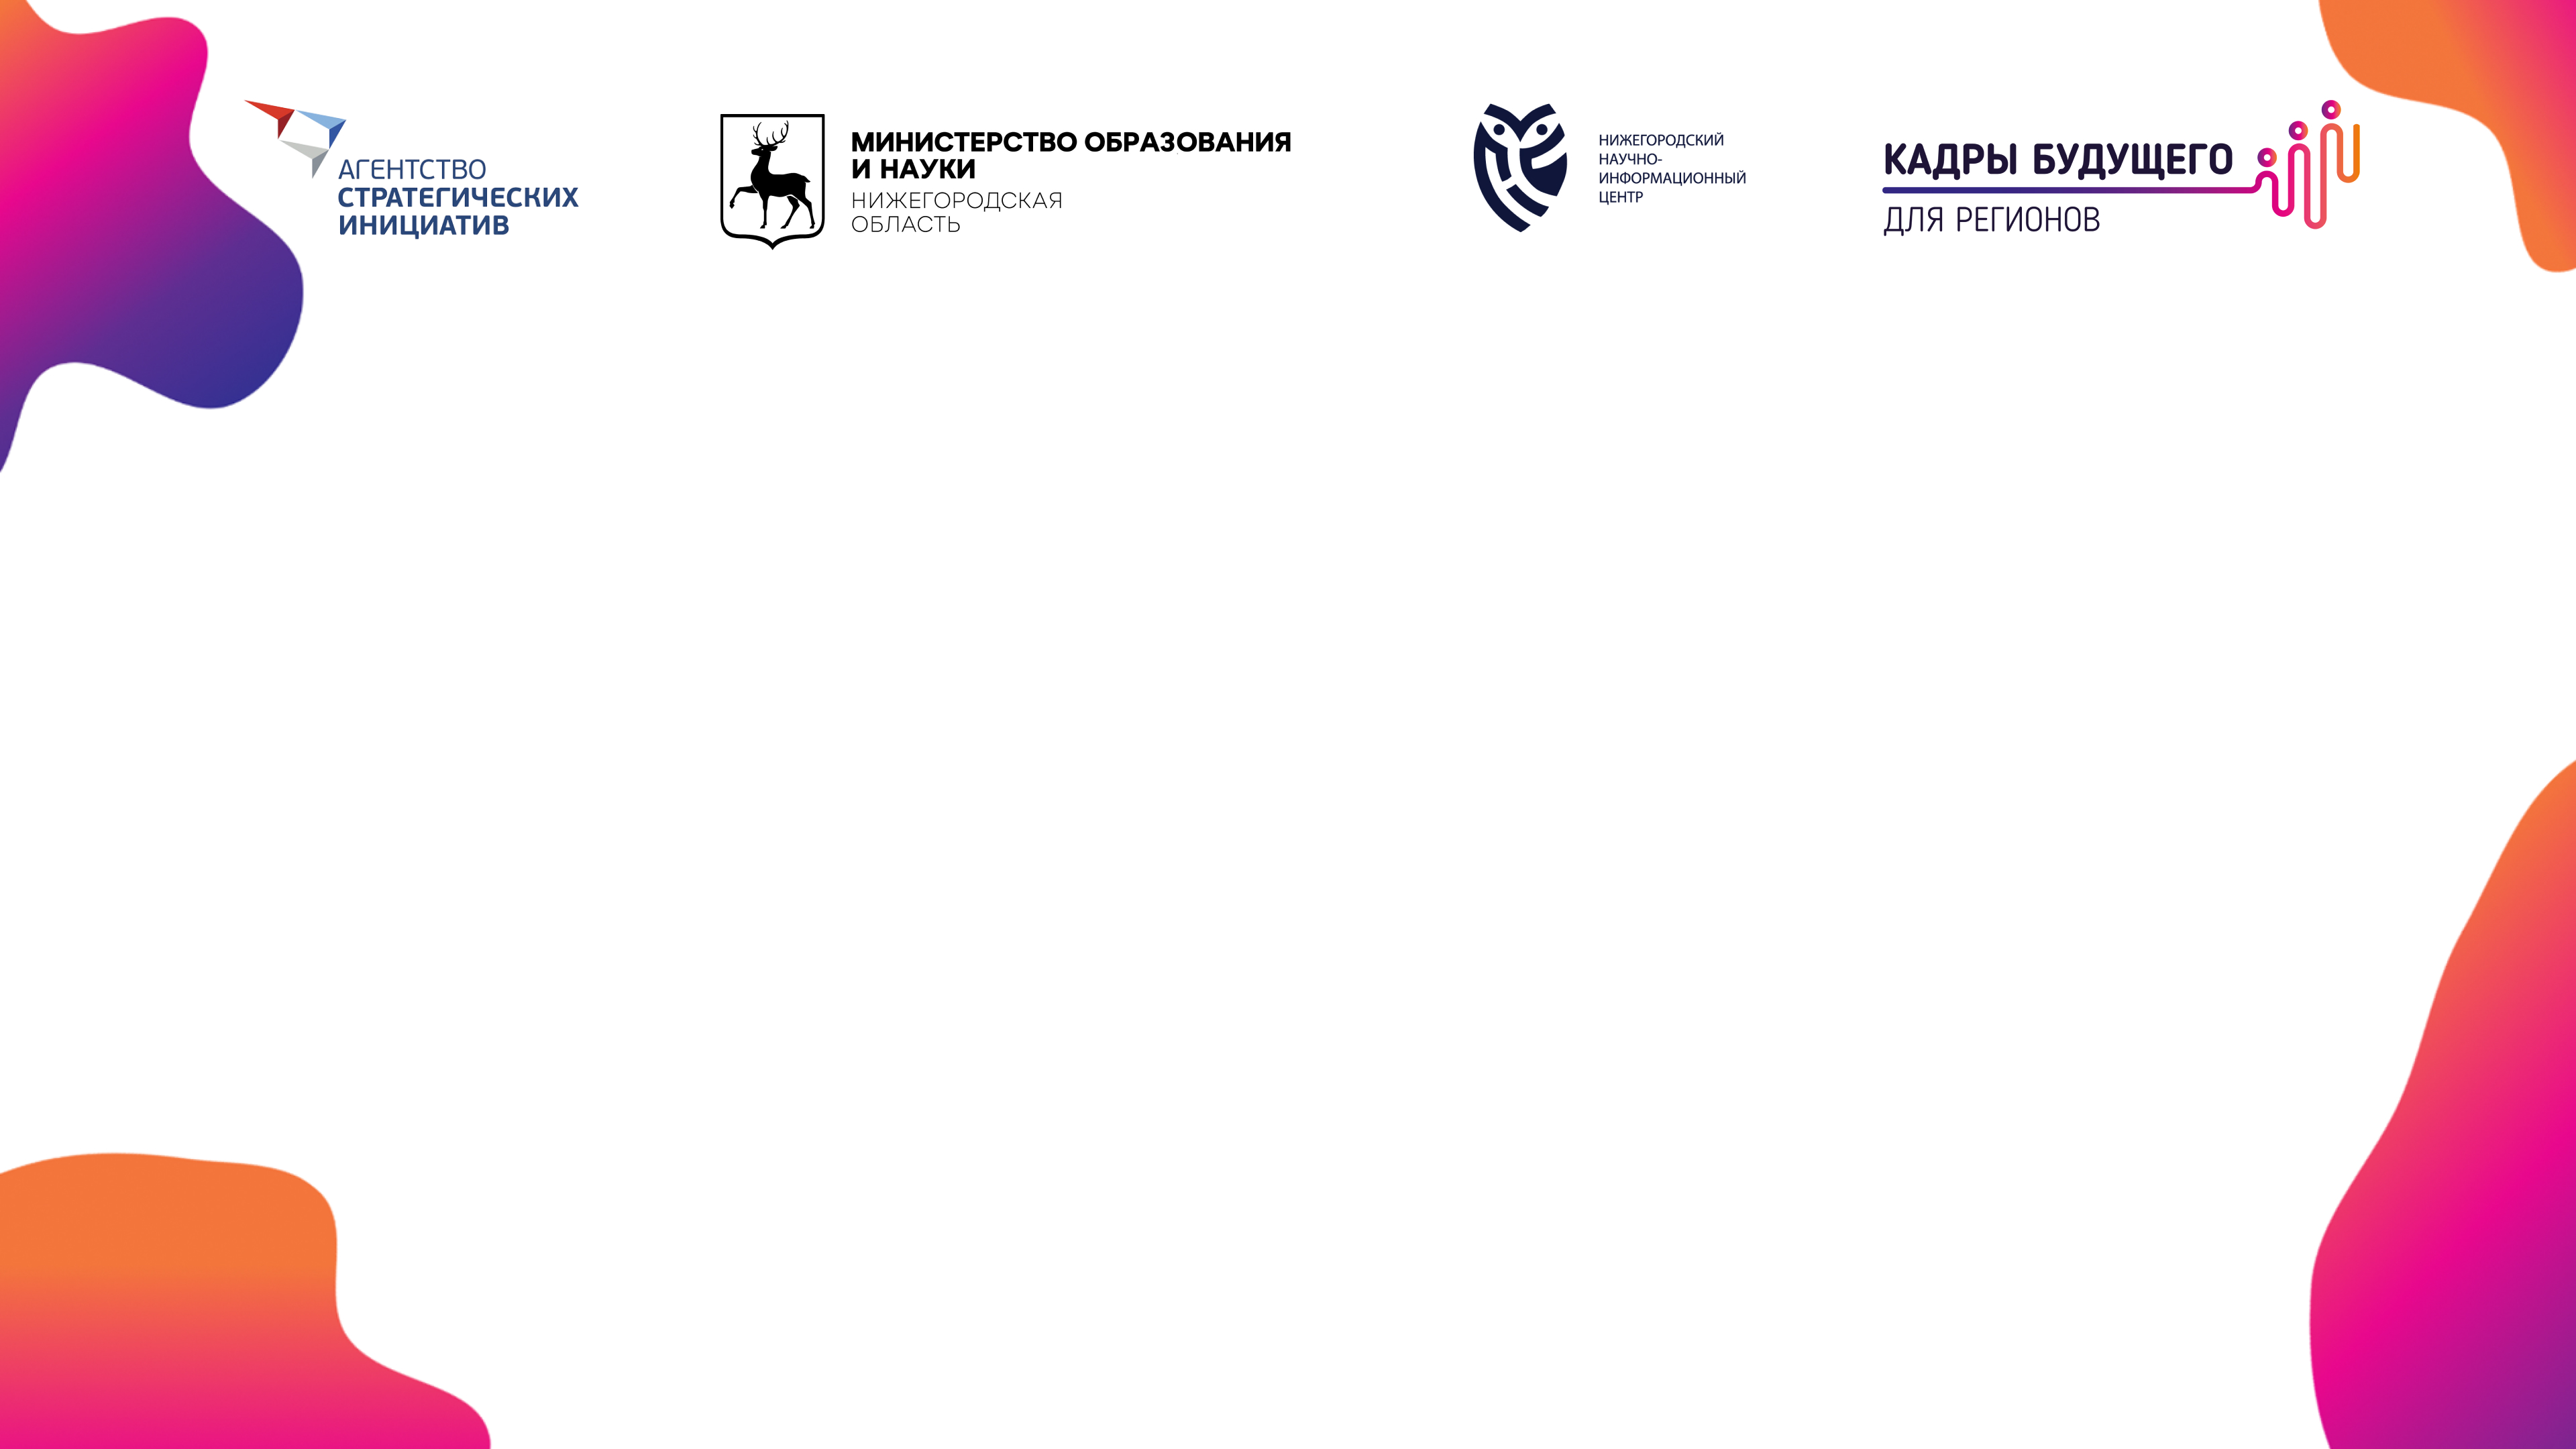 АГЕНТСТВО
СТРАТЕГИЧЕСКИХ
ИНИЦИАТИВ
МИНИСТЕРСТВО ОБРАЗОВАНИЯ
И НАУКИ
НИЖЕГОРОДСКАЯ
ОБЛАСТЬ
НИЖЕГОРОДСКИЙ
НАУЧНО-
ИНФОРМАЦИОННЫЙ
ЦЕНТР
КАДРЫ БУДУЩЕГО
ДЛЯ РЕГИОНОВ